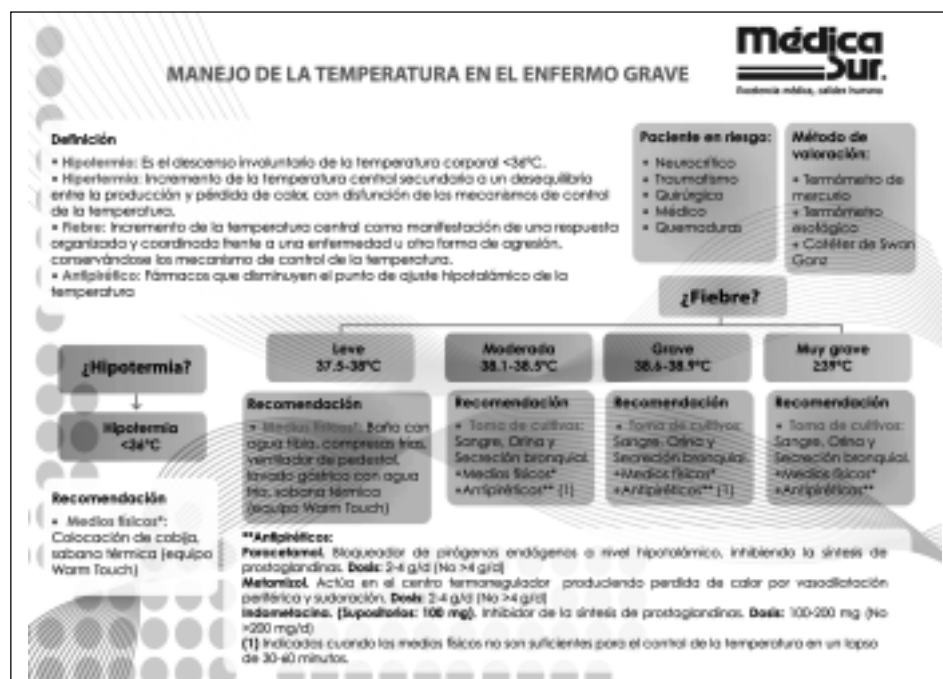 Médica
Sur.
Excelencia médica, calidez humana
MANEJO DE LA TEMPERATURA EN EL ENFERMO GRAVE
Definición
• Hipotermia: Es el descenso involuntario de la temperatura corporal <36°C.
• Hipertermia: Incremento de la temperatura central secundaria a un desequilibrio
entre la producción y pérdida de calor, con disfunción de los mecanismos de control
de la temperatura.
• Fiebre: Incremento de la temperatura central como manifestación de una respuesta
organizada y coordinada frente a una enfermedad u otra forma de agresión,
conservándose los mecanismo de control de la temperatura.
• Antipirético: Fármacos que disminuyen el punto de ajuste hipotalámico de la
temperatura
Paciente en riesgo:
• Neurocrítico
• Traumatismo
• Quirúrgico
• Médico
• Quemaduras
Método de
valoración:
• Termómetro de
mercurio
• Termómetro
esofágico
• Catéter de Swan
Ganz
¿Fiebre?
Leve
37.5-38°C
Moderada
38.1-38.5°C
Grave
38.6-38.9°C
Muy grave
≥39°C
¿Hipotermia?
Hipotermia
<36°C
Recomendación
• Medios físicos*:
Colocación de cobija,
sabana térmica (equipo
Warm Touch)
Recomendación
• Medios físicos*: Baño con
agua tibia, compresas frías,
ventilador de pedestal,
lavado gástrico con agua
fría, sabana térmica
(equipo Warm Touch)
Recomendación
• Toma de cultivos:
Sangre, Orina y
Secreción bronquial.
•Medios físicos*
•Antipiréticos** (1)
Recomendación
• Toma de cultivos:
Sangre, Orina y
Secreción bronquial.
•Medios físicos*
•Antipiréticos** (1)
Recomendación
• Toma de cultivos:
Sangre, Orina y
Secreción bronquial.
•Medios físicos*
•Antipiréticos**
**Antipiréticos:
Paracetamol. Bloqueador de pirógenos endógenos a nivel hipotalámico, inhibiendo la síntesis de
prostaglandinas. Dosis: 2-4 g/d (No >4 g/d)
Metamizol. Actúa en el centro termorregulador produciendo perdida de calor por vasodilatación
periférica y sudoración. Dosis: 2-4 g/d (No >4 g/d)
Indometacina. (Supositorios: 100 mg). Inhibidor de la síntesis de prostaglandinas. Dosis: 100-200 mg (No
>200 mg/d)
(1) Indicados cuando los medios físicos no son suficientes para el control de la temperatura en un lapso
de 30-60 minutos.